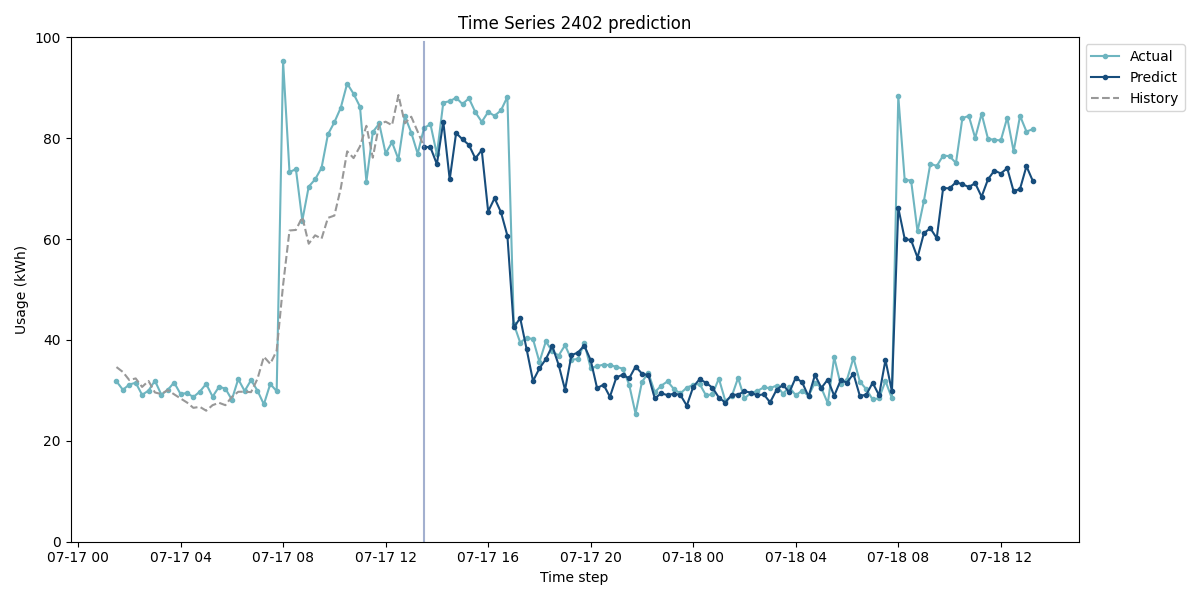 Time Series 2402 prediction
100
80
60
40
20
0
Usage (kWh)
07-17 00 07-17 04 07-17 08 07-17 12 07-17 16 07-17 20 07-18 00 07-18 04 07-18 08 07-18 12
Time step
Actual
Predict
History